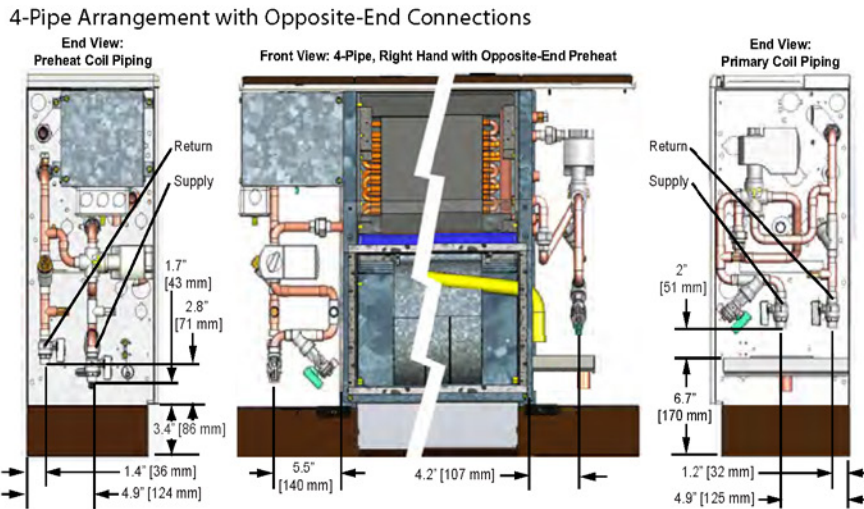 4-Pipe Arrangement with Opposite-End Connections
End View:
Preheat Coil Piping
Front View: 4-Pipe, Right Hand with Opposite-End Preheat
End View:
Primary Coil Piping
Return
Supply
1.7"
[43 mm]
2.8"
[71 mm]
3.4" [86 mm]
1.4" [36 mm]
4.9" [124 mm]
5.5"
[140 mm]
4.2" [107 mm]
Return
Supply
2"
[51 mm]
6.7"
[170 mm]
1.2" [32 mm]
4.9" [125 mm]